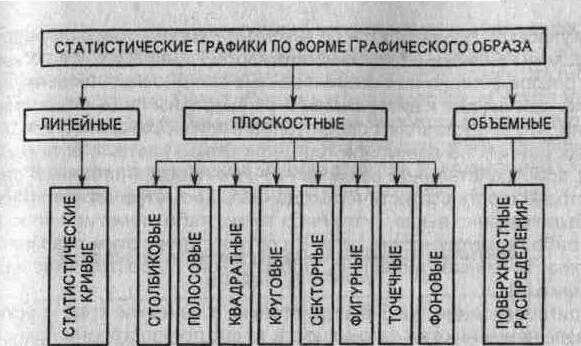 СТАТИСТИЧЕСКИЕ ГРАФИКИ ПО ФОРМЕ ГРАФИЧЕСКОГО ОБРАЗА
ЛИНЕЙНЫЕ
ПЛОСКОСТНЫЕ
ОБЪЕМНЫЕ
СТАТИСТИЧЕСКИЕ
КРИВЫЕ
СТОЛБИКОВЫЕ
ПОЛОСОВЫЕ
КВАДРАТНЫЕ
КРУГОВЫЕ
СЕКТОРНЫЕ
ФИГУРНЫЕ
ТОЧЕЧНЫЕ
ФОНОВЫЕ
ПОВЕРХНОСТНЫЕ
РАСПРЕДЕЛЕНИЯ